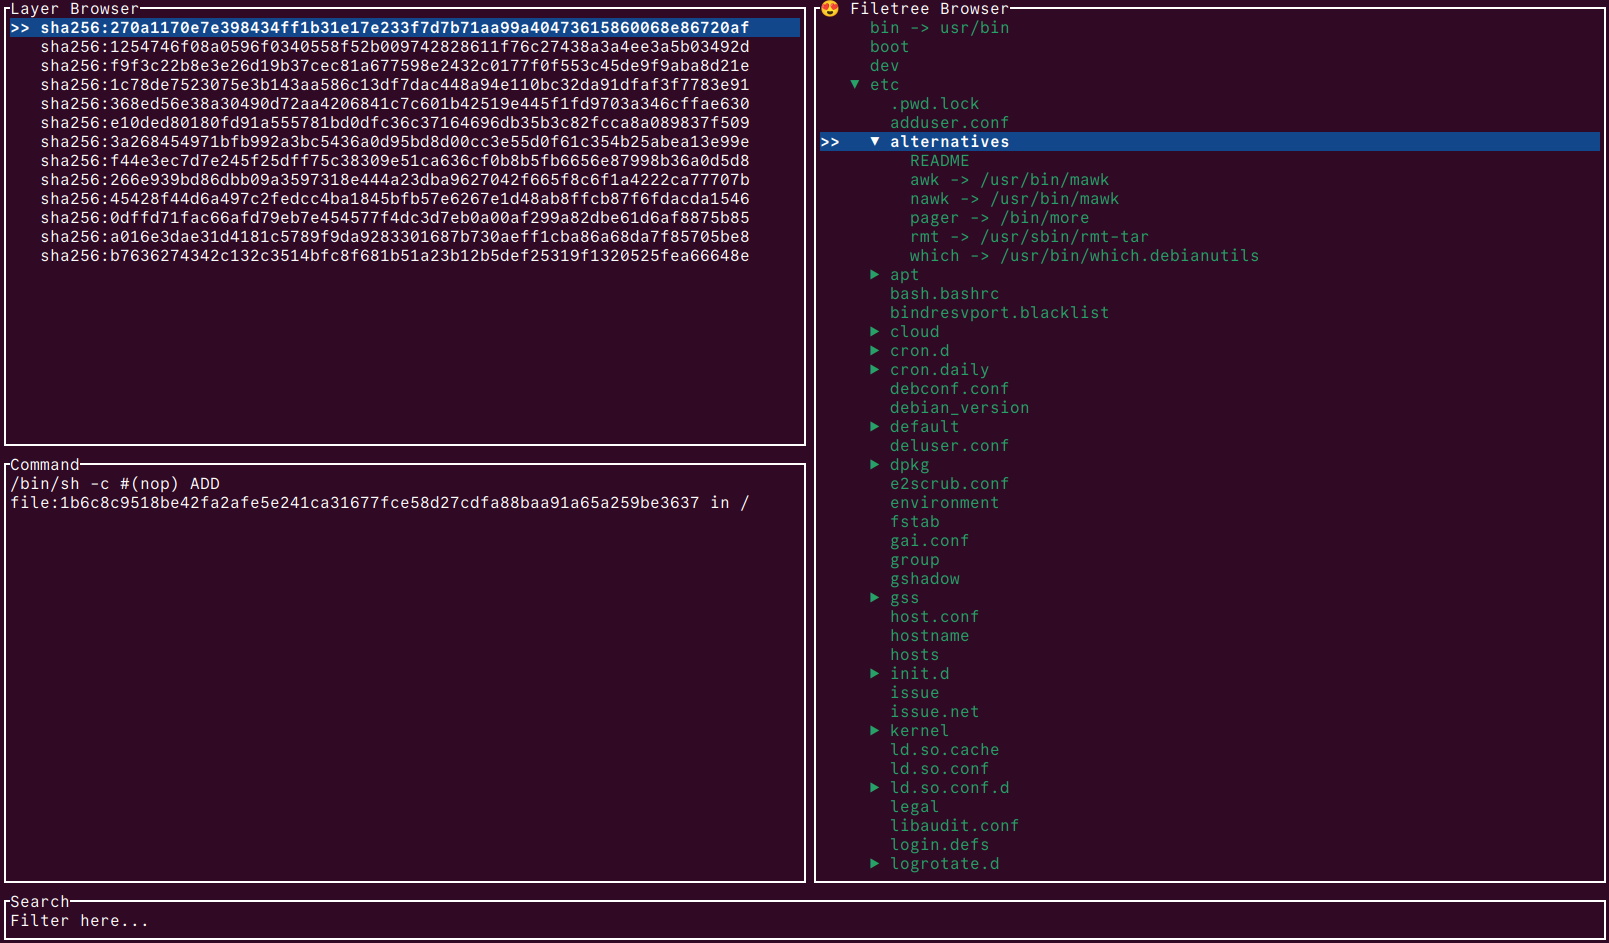 Layer Browser
>> sha256:270a1170e7e398434ff1b31e17e233f7d7b71aa99a40473615860068e86720af
sha256:1254746f08a0596f0340558f52b009742828611f76c27438a3a4ee3a5b03492d
sha256:f9f3c22b8e3e26d19b37cec81a677598e2432c0177f0f553c45de9f9aba8d21e
sha256:1c78de7523075e3b143aa586c13df7dac448a94e110bc32da91dfaf3f7783e91
sha256:368ed56e38a30490d72aa4206841c7c601b42519e445f1fd9703a346cffae630
sha256:e10ded80180fd91a555781bd0dfc36c37164696db35b3c82fcca8a089837f509
sha256:3a268454971bfb992a3bc5436a0d95bd8d00cc3e55d0f61c354b25abea13e99e
sha256:f44e3ec7d7e245f25dff75c38309e51ca636cf0b8b5fb6656e87998b36a0d5d8
sha256:266e939bd86dbb09a3597318e444a23dba9627042f665f8c6f1a4222ca77707b
sha256:45428f44d6a497c2fedcc4ba1845bfb57e6267e1d48ab8ffcb87f6fdacda1546
sha256:0dffd71fac66afd79eb7e454577f4dc3d7eb0a00af299a82dbe61d6af8875b85
sha256:a016e3dae31d4181c5789f9da9283301687b730aeff1cba86a68da7f85705be8
sha256:b7636274342c132c3514bfc8f681b51a23b12b5def25319f1320525fea66648e
Command
/bin/sh -c #(nop) ADD
file:1b6c8c9518be42fa2afe5e241ca31677fce58d27cdfa88baa91a65a259be3637 in /
😍 Filetree Browser
bin -> usr/bin
boot
dev
▼ etc
.pwd.lock
adduser.conf
>> ▼ alternatives
README
awk -> /usr/bin/mawk
nawk -> /usr/bin/mawk
pager -> /bin/more
rmt -> /usr/sbin/rmt-tar
which -> /usr/bin/which.debianutils
▶ apt
bash.bashrc
bindresvport.blacklist
▶ cloud
▶ cron.d
▶ cron.daily
debconf.conf
debian_version
▶ default
deluser.conf
▶ dpkg
e2scrub.conf
environment
fstab
gai.conf
group
gshadow
▶ gss
host.conf
hostname
hosts
▶ init.d
issue
issue.net
▶ kernel
ld.so.cache
ld.so.conf
▶ ld.so.conf.d
legal
libaudit.conf
login.defs
▶ logrotate.d
Search
Filter here...